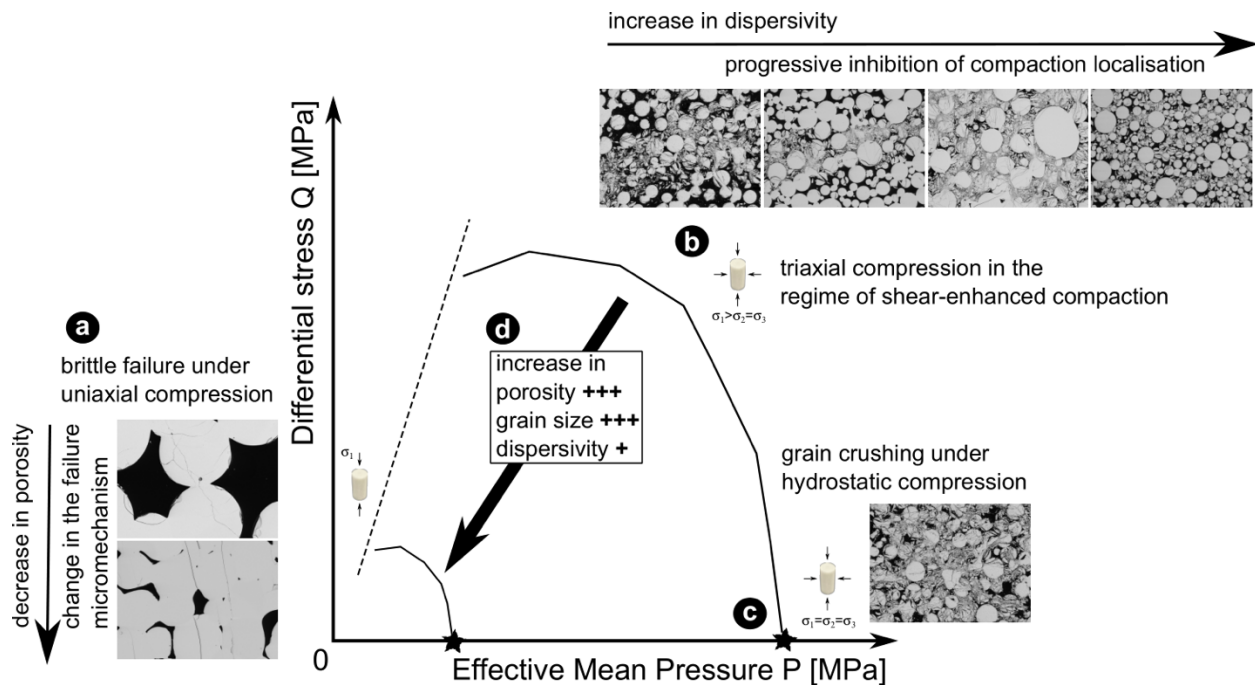 increase in dispersivity
progressive inhibition of compaction localisation
Differential stress Q [MPa]
b
triaxial compression in the
regime of shear-enhanced compaction
σ1>σ2=σ3
a
brittle failure under
uniaxial compression
decrease in porosity
change in the failure
micromechanism
σ1
d
increase in
porosity +++
grain size +++
dispersivity +
grain crushing under
hydrostatic compression
c
σ1=σ2=σ3
0
Effective Mean Pressure P [MPa]